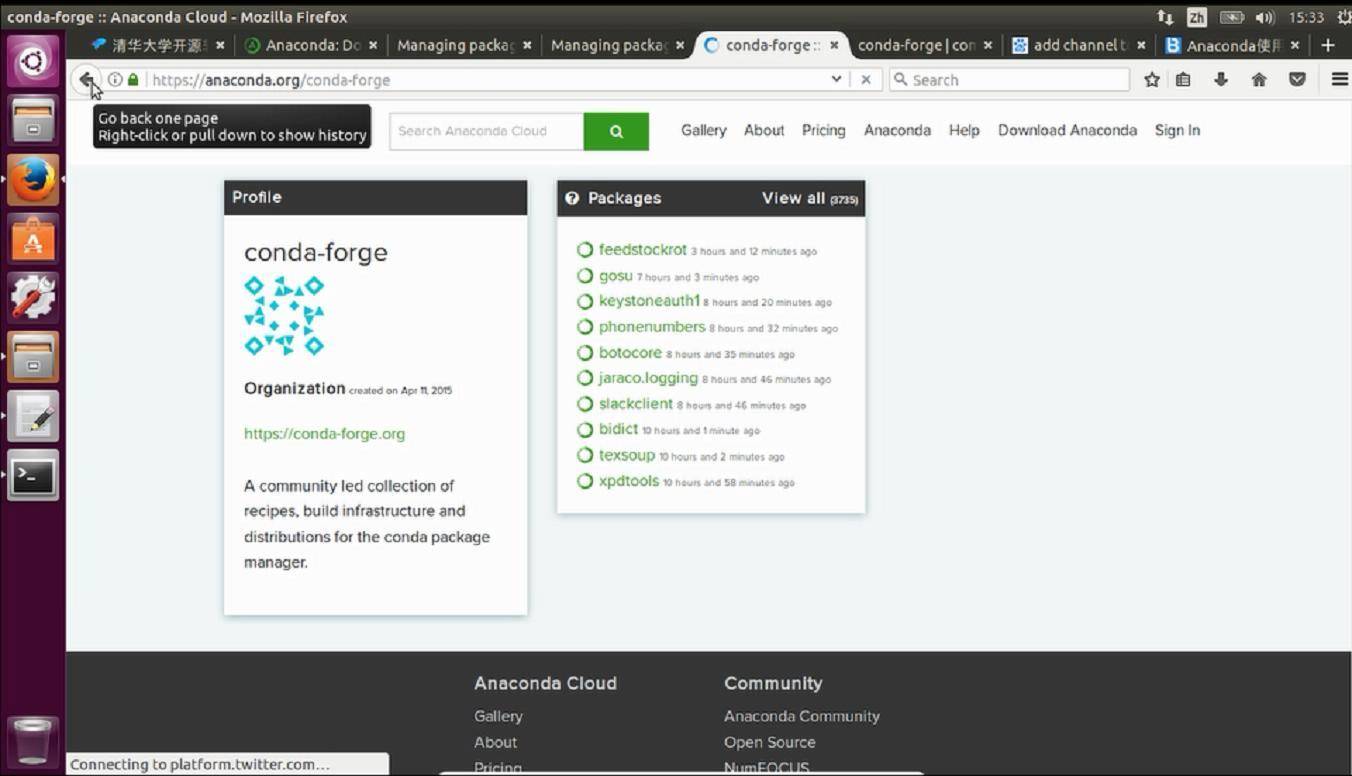 conda-forge :: Anaconda Cloud - Mozilla Firefox
Zh
15:33
清华大学开源
Anaconda: Do
Managing packag
Managing packag
conda-forge ::
conda-forge | con
add channel t
Anaconda使用
https://anaconda.org/conda-forge
Search
Go back one page
Right-click or pull down to show history
Search Anaconda Cloud
Gallery About Pricing Anaconda Help Download Anaconda Sign In
Profile
conda-forge
Organization created on Apr 11, 2015
https://conda-forge.org
A community led collection of
recipes, build infrastructure and
distributions for the conda package
manager.
Packages View all (3735)
feedstockrot 3 hours and 12 minutes ago
gosu 7 hours and 3 minutes ago
keystoneauth1 8 hours and 20 minutes ago
phonenumbers 8 hours and 32 minutes ago
botocore 8 hours and 35 minutes ago
jaraco.logging 8 hours and 46 minutes ago
slackclient 8 hours and 46 minutes ago
bidict 10 hours and 1 minute ago
texsoup 10 hours and 2 minutes ago
xpdtools 10 hours and 58 minutes ago
Anaconda Cloud
Gallery
About
Pricing
Community
Anaconda Community
Open Source
NumFOCUS
Connecting to platform.twitter.com...